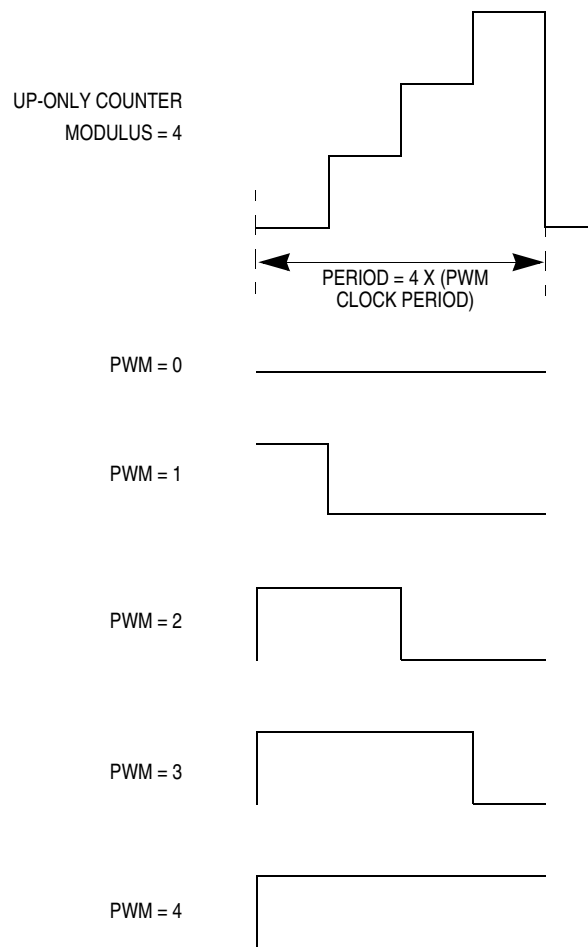 UP-ONLY COUNTER
MODULUS = 4
PERIOD = 4 X (PWM
CLOCK PERIOD)
PWM = 0
PWM = 1
PWM = 2
PWM = 3
PWM = 4